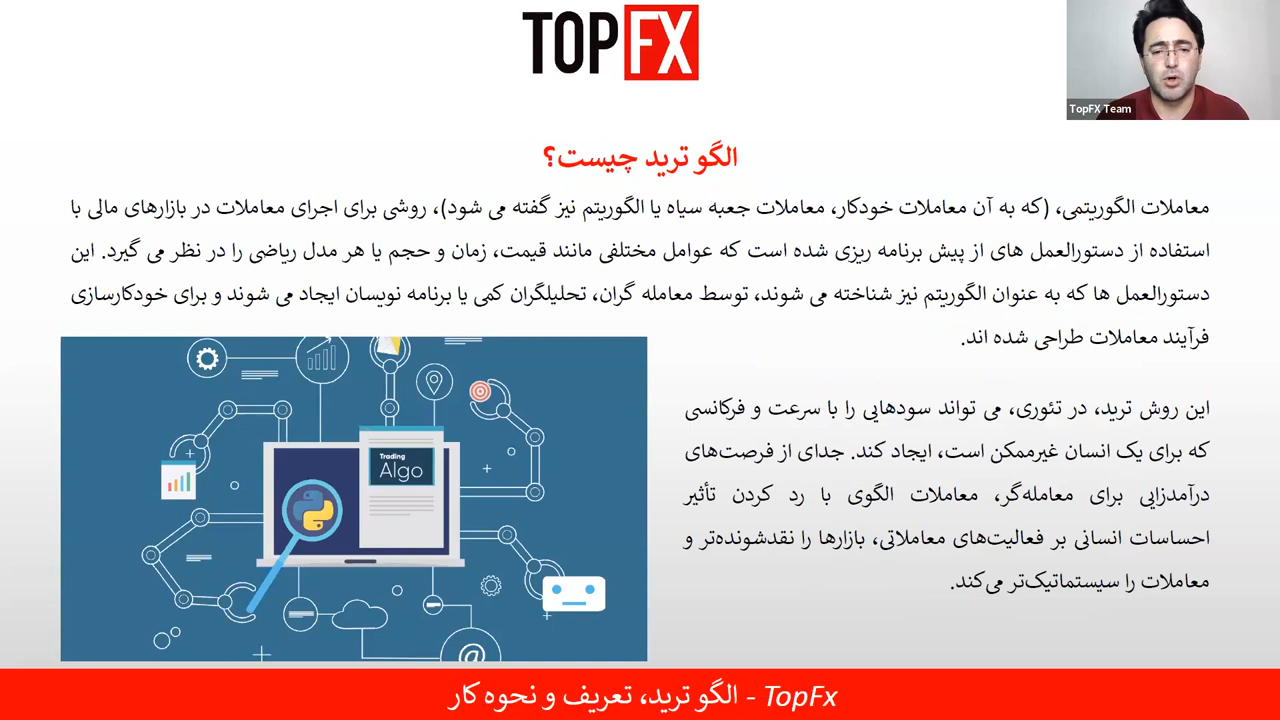 TOPFX
TopFX Team
الگو ترید چیست؟
معاملات الگوریتمی، (که به آن معاملات خودکار، معاملات جعبه سیاه یا الگوریتم نیز گفته می شود)، روشی برای اجرای معاملات در بازارهای مالی با
استفاده از دستورالعمل های از پیش برنامه ریزی شده است که عوامل مختلفی مانند قیمت، زمان و حجم یا هر مدل ریاضی را در نظر می گیرد. این
دستورالعمل ها که به عنوان الگوریتم نیز شناخته می شوند، توسط معامله گران، تحلیلگران کمی یا برنامه نویسان ایجاد می شوند و برای خودکارسازی
فرآیند معاملات طراحی شده اند.
این روش ترید، در تئوری، می تواند سودهایی را با سرعت و فرکانسی
که برای یک انسان غیرممکن است، ایجاد کند. جدای از فرصت‌های
درآمدزایی برای معامله‌گر، معاملات الگوی با رد کردن تأثیر
احساسات انسانی بر فعالیت‌های معاملاتی، بازارها را نقدشونده‌تر و
معاملات را سیستماتیک‌تر می‌کند.
Trading
Algo
@
TopFx - الگو ترید، تعریف و نحوه کار